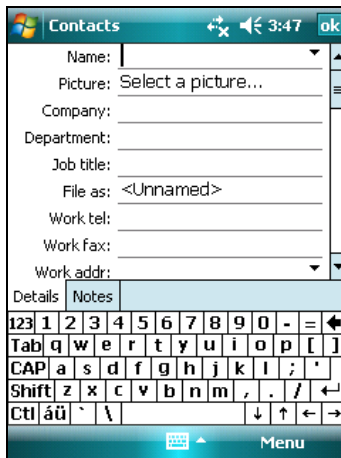 Contacts 3:47 ok
Name:
Picture: Select a picture...
Company:
Department:
Job title:
File as: <Unnamed>
Work tel:
Work fax:
Work addr:
Details Notes
123 1 2 3 4 5 6 7 8 9 0 - =
Tab q w e r t y u i o p [ ]
CAP a s d f g h j k l ; '
Shift z x c v b n m , . /
Ctl áü ` \ ↓ ↑ ← →
Menu